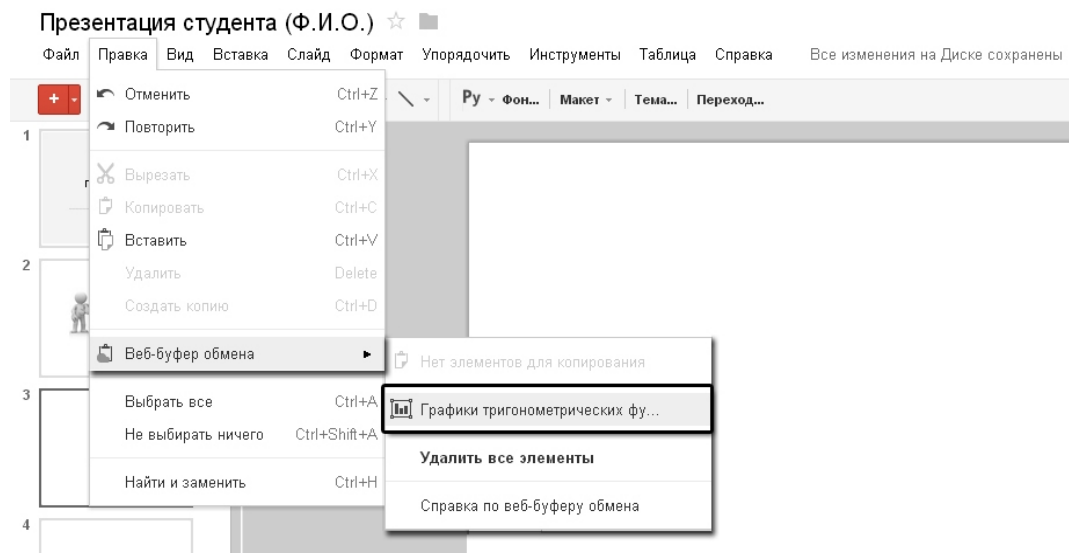 Презентация студента (Ф.И.О.)
Файл Правка Вид Вставка Слайд Формат Упорядочить Инструменты Таблица Справка Все изменения на Диске сохранены
Отменить Ctrl+Z
Ру Фон... Макет Тема... Переход...
Повторить Ctrl+Y
1
Вырезать Ctrl+X
Копировать Ctrl+C
Вставить Ctrl+V
2
Удалить Delete
Создать копию Ctrl+D
Веб-буфер обмена
Нет элементов для копирования
3
Выбрать все Ctrl+A
Графики тригонометрических фу...
Не выбирать ничего Ctrl+Shift+A
Удалить все элементы
Найти и заменить Ctrl+H
Справка по веб-буферу обмена
4